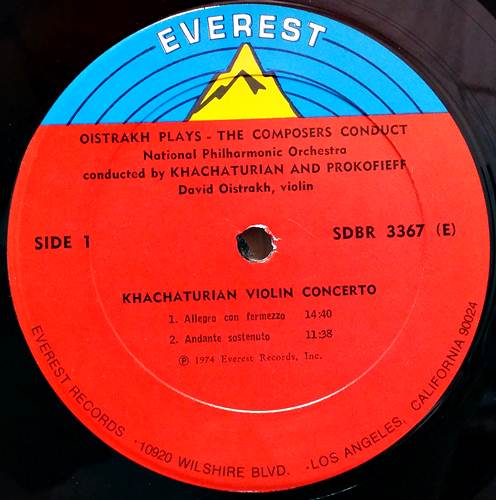 EVEREST
OISTRAKH PLAYS - THE COMPOSERS CONDUCT
National Philharmonic Orchestra
conducted by KHACHATURIAN AND PROKOFIEFF
David Oistrakh, violin
SIDE 1
SDBR 3367 (E)
KHACHATURIAN VIOLIN CONCERTO
1. Allegro con fermezzo 14:40
2. Andante sostenuto 11:38
Ⓟ 1974 Everest Records, Inc.
EVEREST RECORDS · 10920 WILSHIRE BLVD. · LOS ANGELES, CALIFORNIA 90024